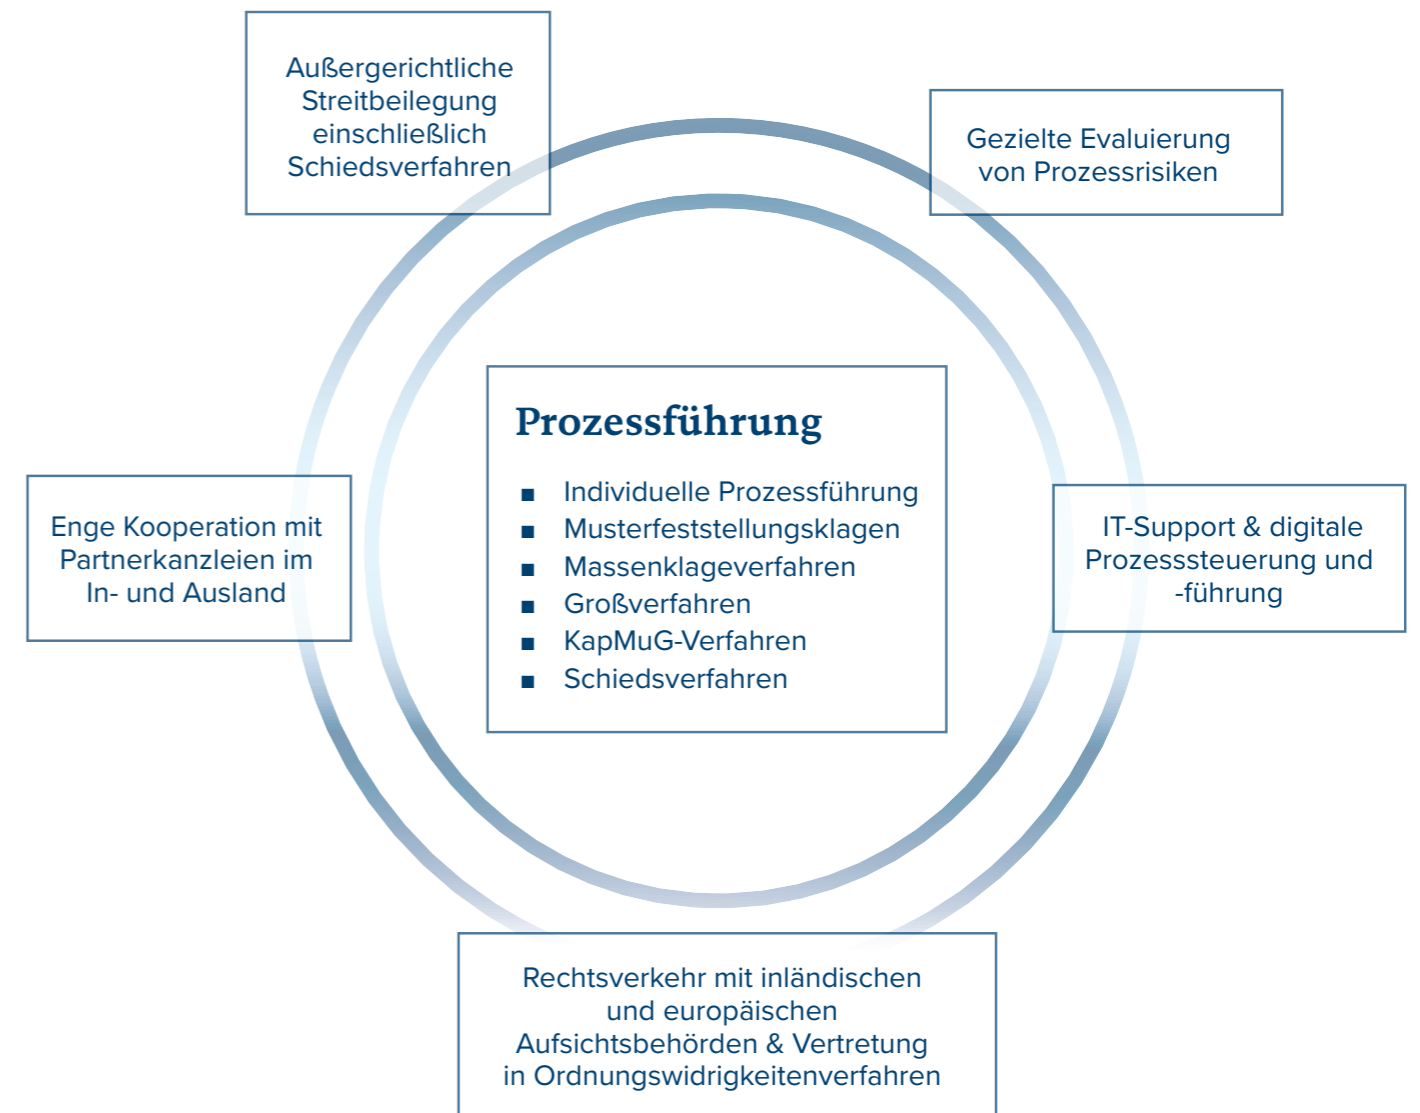 Außergerichtliche
Streitbeilegung
einschließlich
Schiedsverfahren
Gezielte Evaluierung
von Prozessrisiken
Prozessführung
■ Individuelle Prozessführung
■ Musterfeststellungsklagen
■ Massenklageverfahren
■ Großverfahren
■ KapMuG-Verfahren
■ Schiedsverfahren
Enge Kooperation mit
Partnerkanzleien im
In- und Ausland
IT-Support & digitale
Prozesssteuerung und
-führung
Rechtsverkehr mit inländischen
und europäischen
Aufsichtsbehörden & Vertretung
in Ordnungswidrigkeitenverfahren